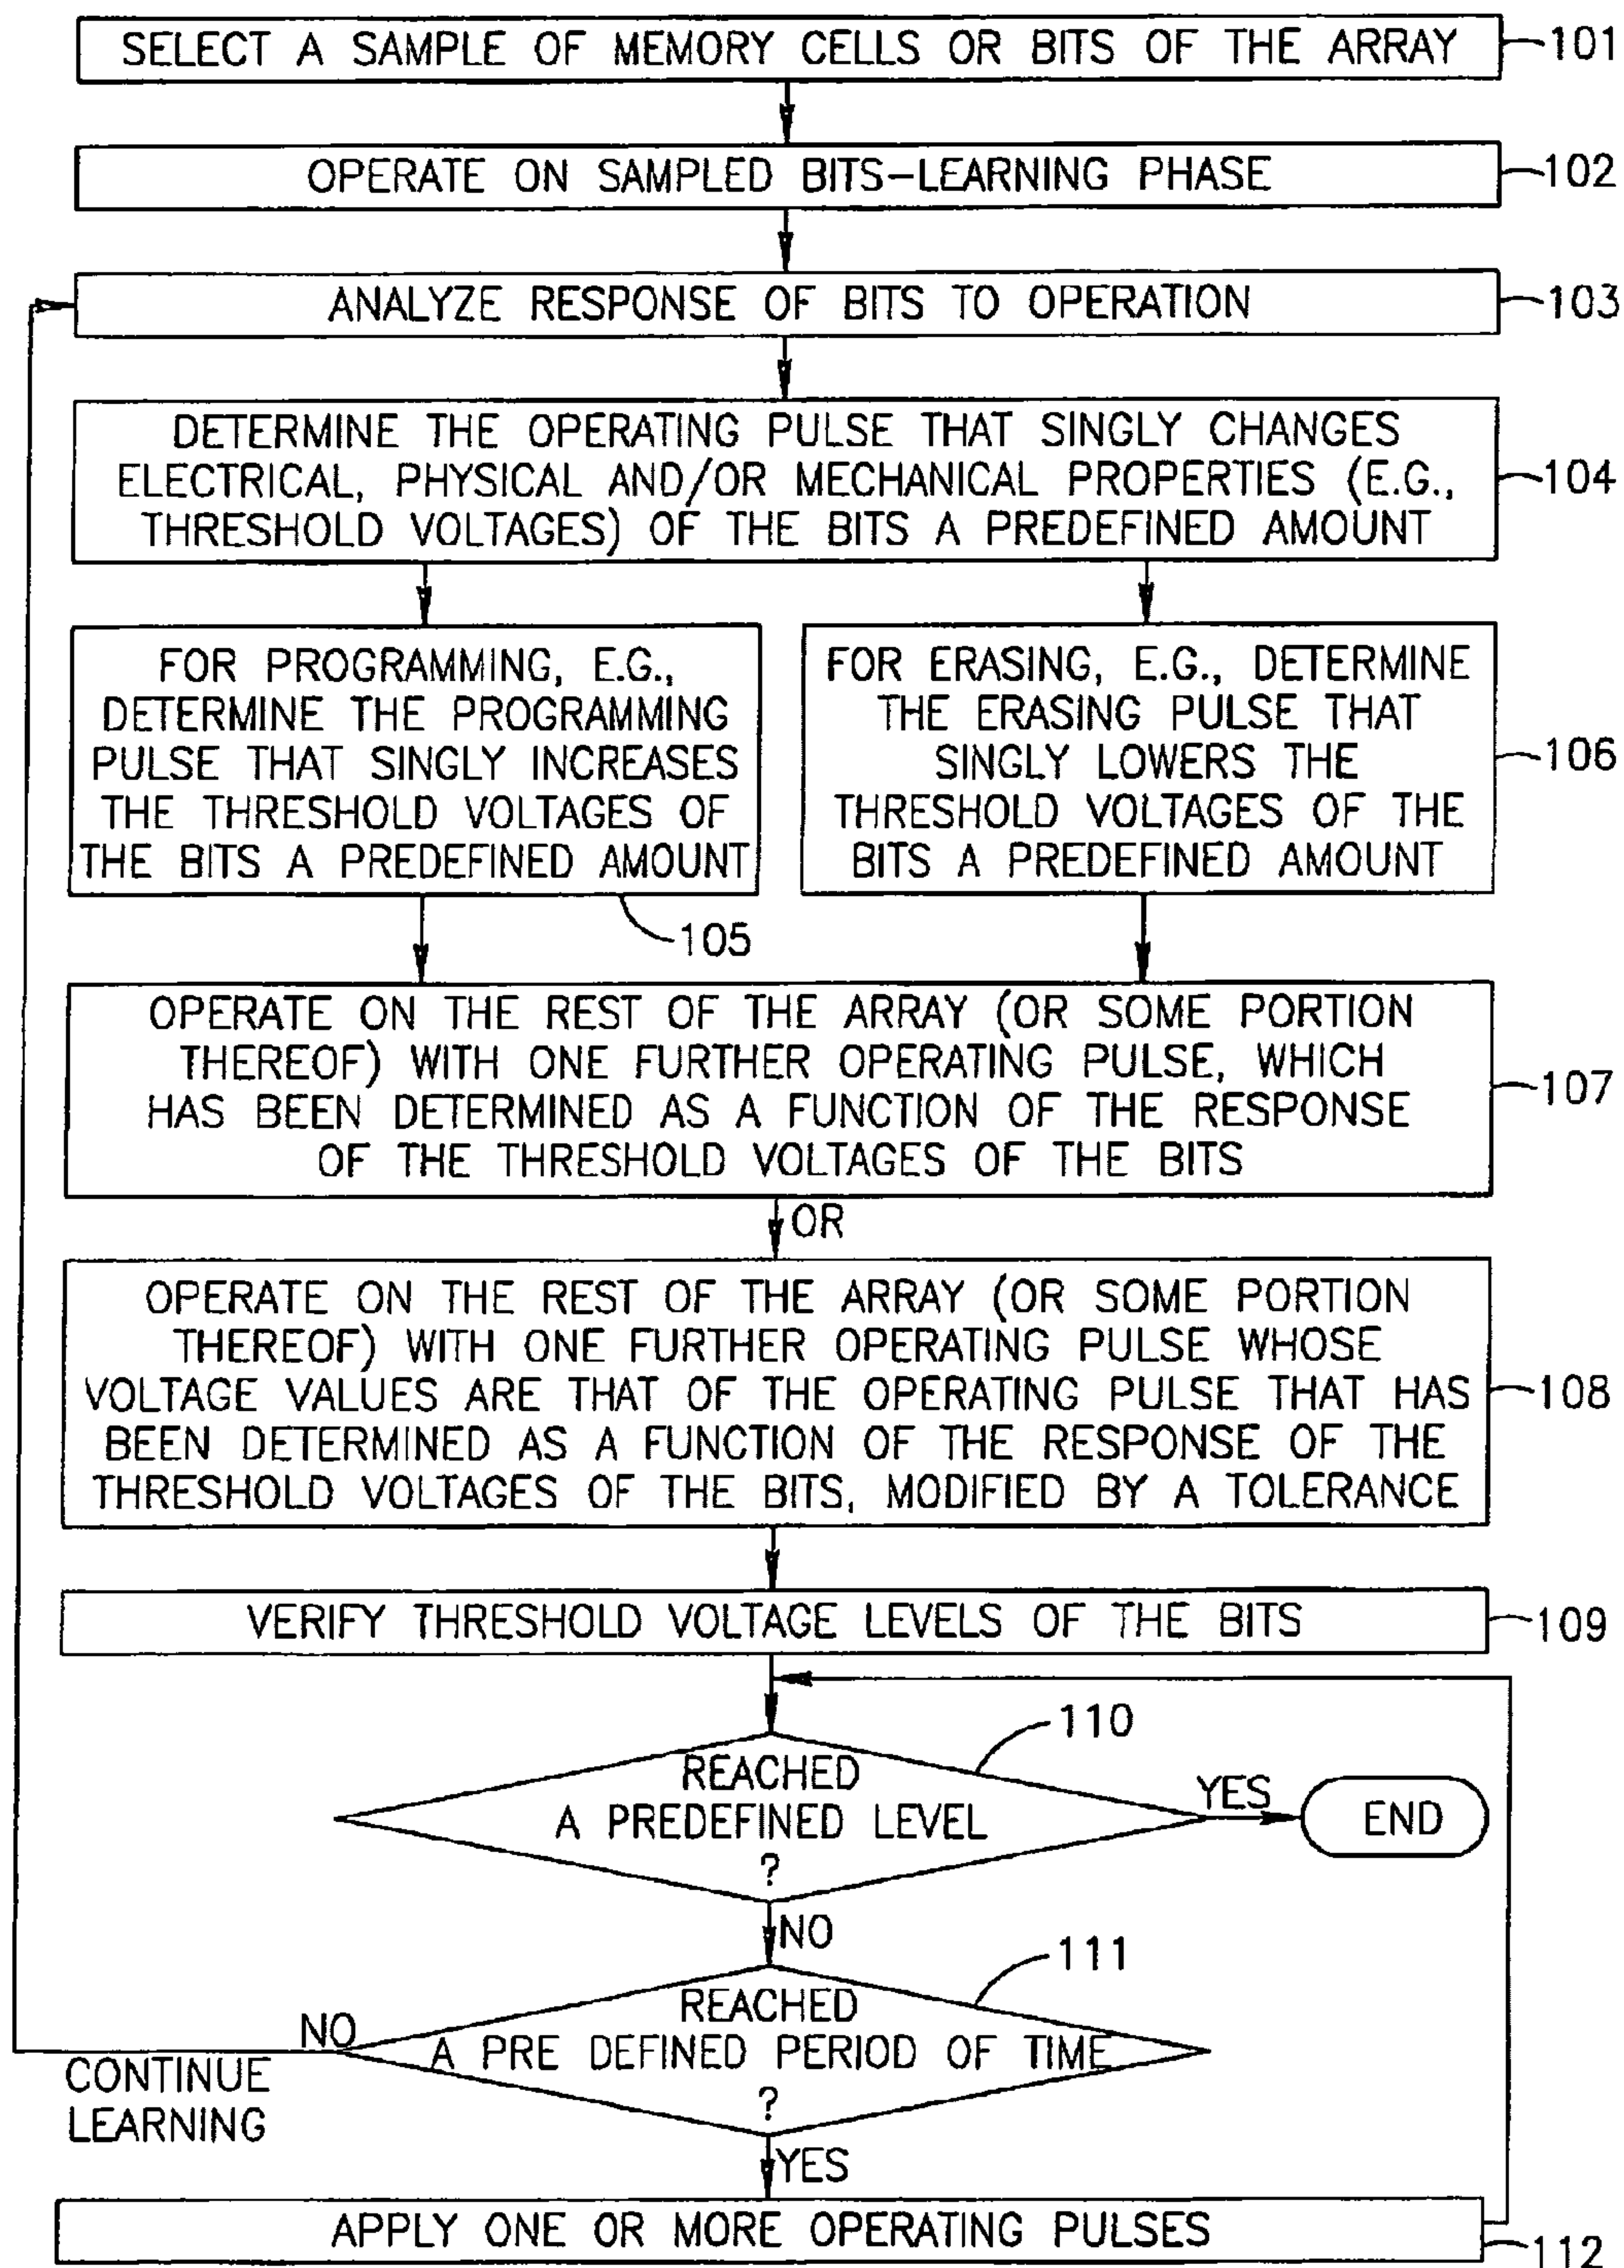 SELECT A SAMPLE OF MEMORY CELLS OR BITS OF THE ARRAY
101
OPERATE ON SAMPLED BITS-LEARNING PHASE
102
ANALYZE RESPONSE OF BITS TO OPERATION
103
DETERMINE THE OPERATING PULSE THAT SINGLY CHANGES
ELECTRICAL, PHYSICAL AND/OR MECHANICAL PROPERTIES (E.G.,
THRESHOLD VOLTAGES) OF THE BITS A PREDEFINED AMOUNT
104
FOR PROGRAMMING, E.G.,
DETERMINE THE PROGRAMMING
PULSE THAT SINGLY INCREASES
THE THRESHOLD VOLTAGES OF
THE BITS A PREDEFINED AMOUNT
105
FOR ERASING, E.G., DETERMINE
THE ERASING PULSE THAT
SINGLY LOWERS THE
THRESHOLD VOLTAGES OF THE
BITS A PREDEFINED AMOUNT
106
OPERATE ON THE REST OF THE ARRAY (OR SOME PORTION
THEREOF) WITH ONE FURTHER OPERATING PULSE, WHICH
HAS BEEN DETERMINED AS A FUNCTION OF THE RESPONSE
OF THE THRESHOLD VOLTAGES OF THE BITS
107
OR
OPERATE ON THE REST OF THE ARRAY (OR SOME PORTION
THEREOF) WITH ONE FURTHER OPERATING PULSE WHOSE
VOLTAGE VALUES ARE THAT OF THE OPERATING PULSE THAT HAS
BEEN DETERMINED AS A FUNCTION OF THE RESPONSE OF THE
THRESHOLD VOLTAGES OF THE BITS, MODIFIED BY A TOLERANCE
108
VERIFY THRESHOLD VOLTAGE LEVELS OF THE BITS
109
110
REACHED
A PREDEFINED LEVEL
?
YES
END
NO
111
REACHED
A PRE DEFINED PERIOD OF TIME
?
NO
CONTINUE
LEARNING
YES
APPLY ONE OR MORE OPERATING PULSES
112